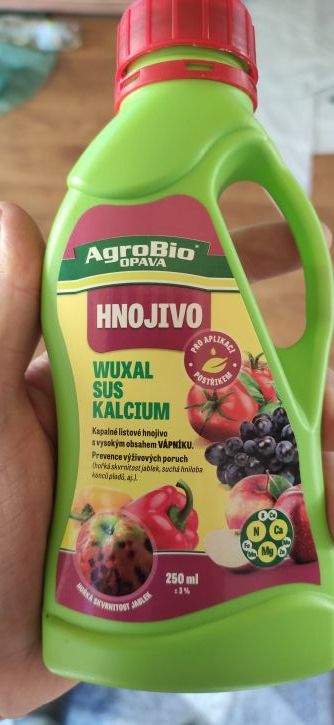 AgroBio
OPAVA
HNOJIVO
PRO APLIKACI
POSTŘIKEM
WUXAL
SUS
KALCIUM
Kapalné listové hnojivo
s vysokým obsahem VÁPNÍKU.
Prevence výživových poruch
(hořká skvrnitost jablek, suchá hniloba
konců plodů, aj.).
N Ca
Mg
HOŘKÁ SKVRNITOST JABLEK
250 ml
± 3 %